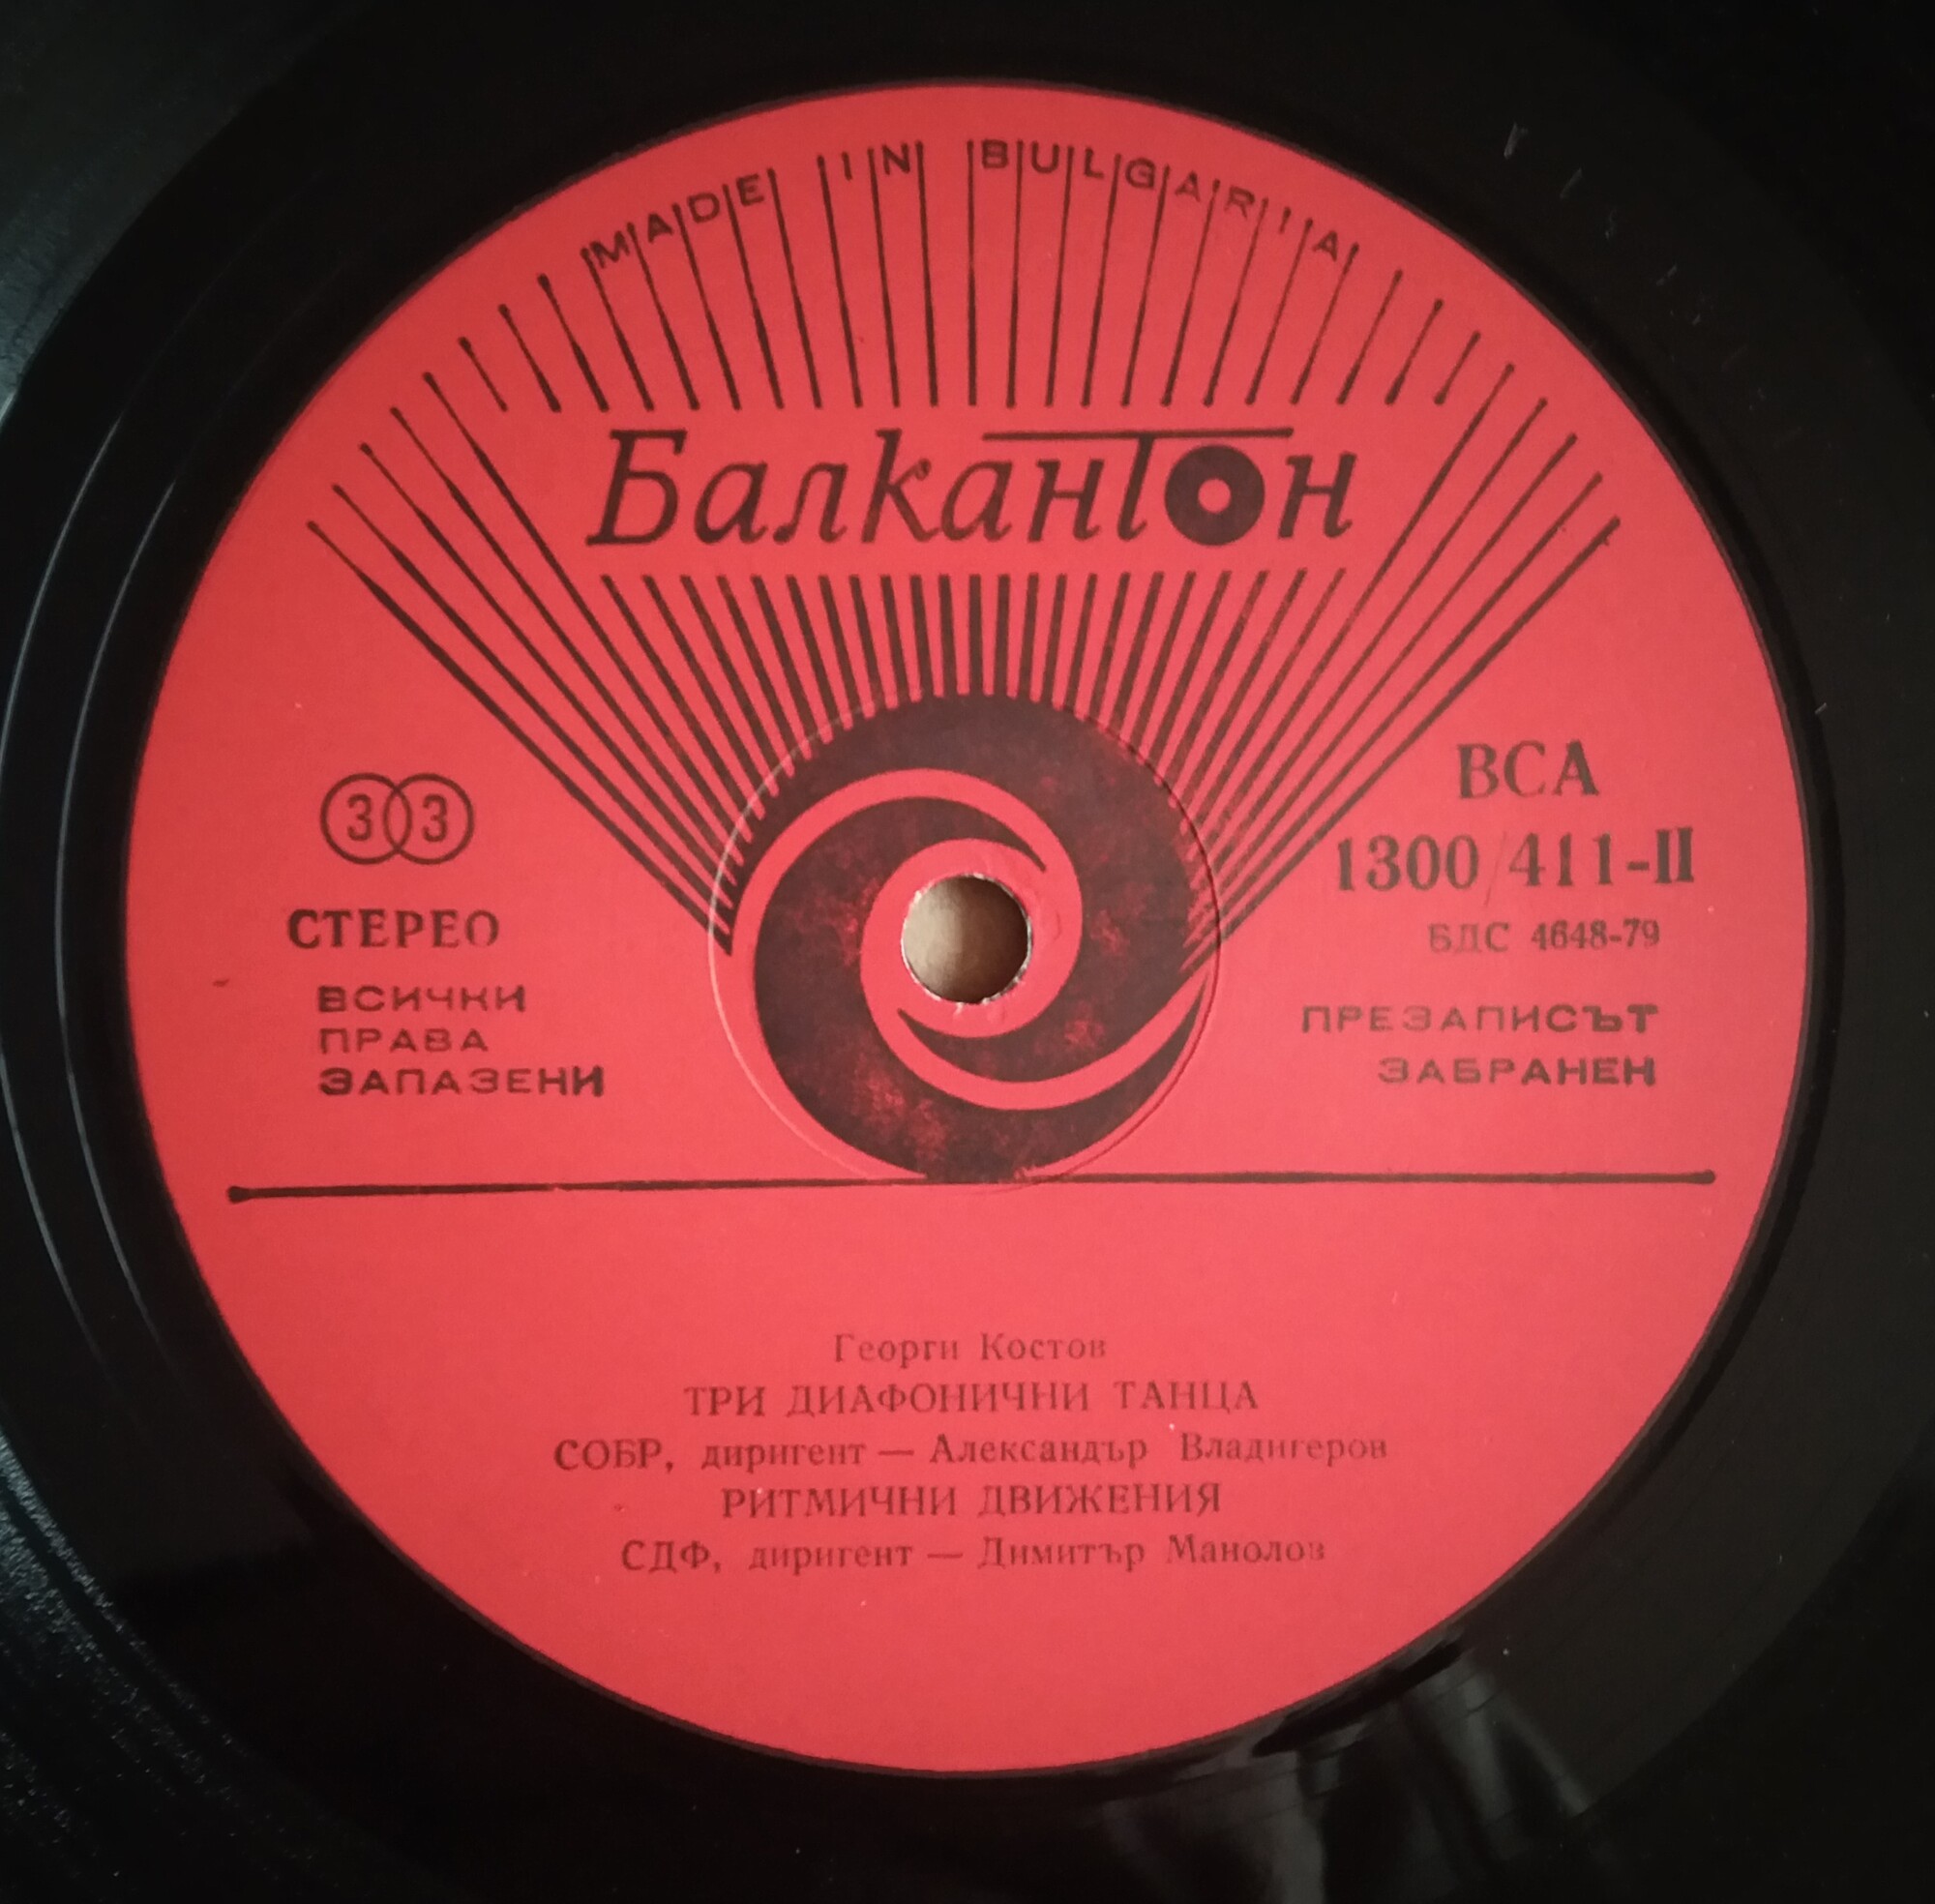 MADE IN BULGARIA
Балкантон
33
СТЕРЕО
ВСИЧКИ
ПРАВА
ЗАПАЗЕНИ
ВСА
1300/411-II
БДС 4648-79
ПРЕЗАПИСЪТ
ЗАБРАНЕН
Георги Костов
ТРИ ДИАФОНИЧНИ ТАНЦА
СОБР, диригент — Александър Владигеров
РИТМИЧНИ ДВИЖЕНИЯ
СДФ, диригент — Димитър Манолов